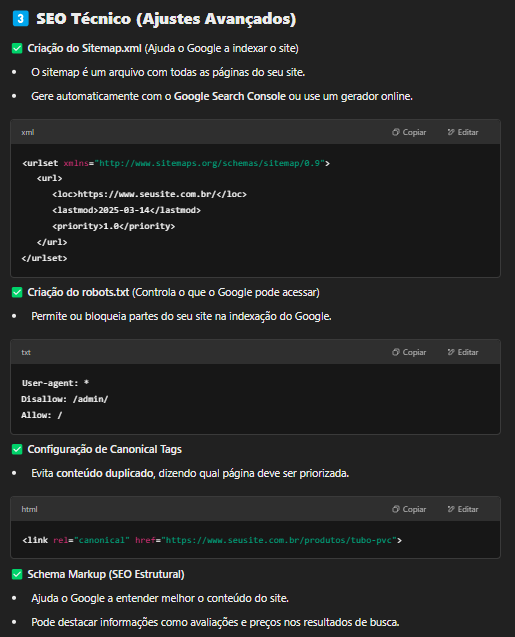 3 SEO Técnico (Ajustes Avançados)
✅ Criação do Sitemap.xml (Ajuda o Google a indexar o site)
• O sitemap é um arquivo com todas as páginas do seu site.
• Gere automaticamente com o Google Search Console ou use um gerador online.
xml Copiar Editar
<urlset xmlns="http://www.sitemaps.org/schemas/sitemap/0.9">
<url>
<loc>https://www.seusite.com.br/</loc>
<lastmod>2025-03-14</lastmod>
<priority>1.0</priority>
</url>
</urlset>
✅ Criação do robots.txt (Controla o que o Google pode acessar)
• Permite ou bloqueia partes do seu site na indexação do Google.
txt Copiar Editar
User-agent: *
Disallow: /admin/
Allow: /
✅ Configuração de Canonical Tags
• Evita conteúdo duplicado, dizendo qual página deve ser priorizada.
html Copiar Editar
<link rel="canonical" href="https://www.seusite.com.br/produtos/tubo-pvc">
✅ Schema Markup (SEO Estrutural)
• Ajuda o Google a entender melhor o conteúdo do site.
• Pode destacar informações como avaliações e preços nos resultados de busca.